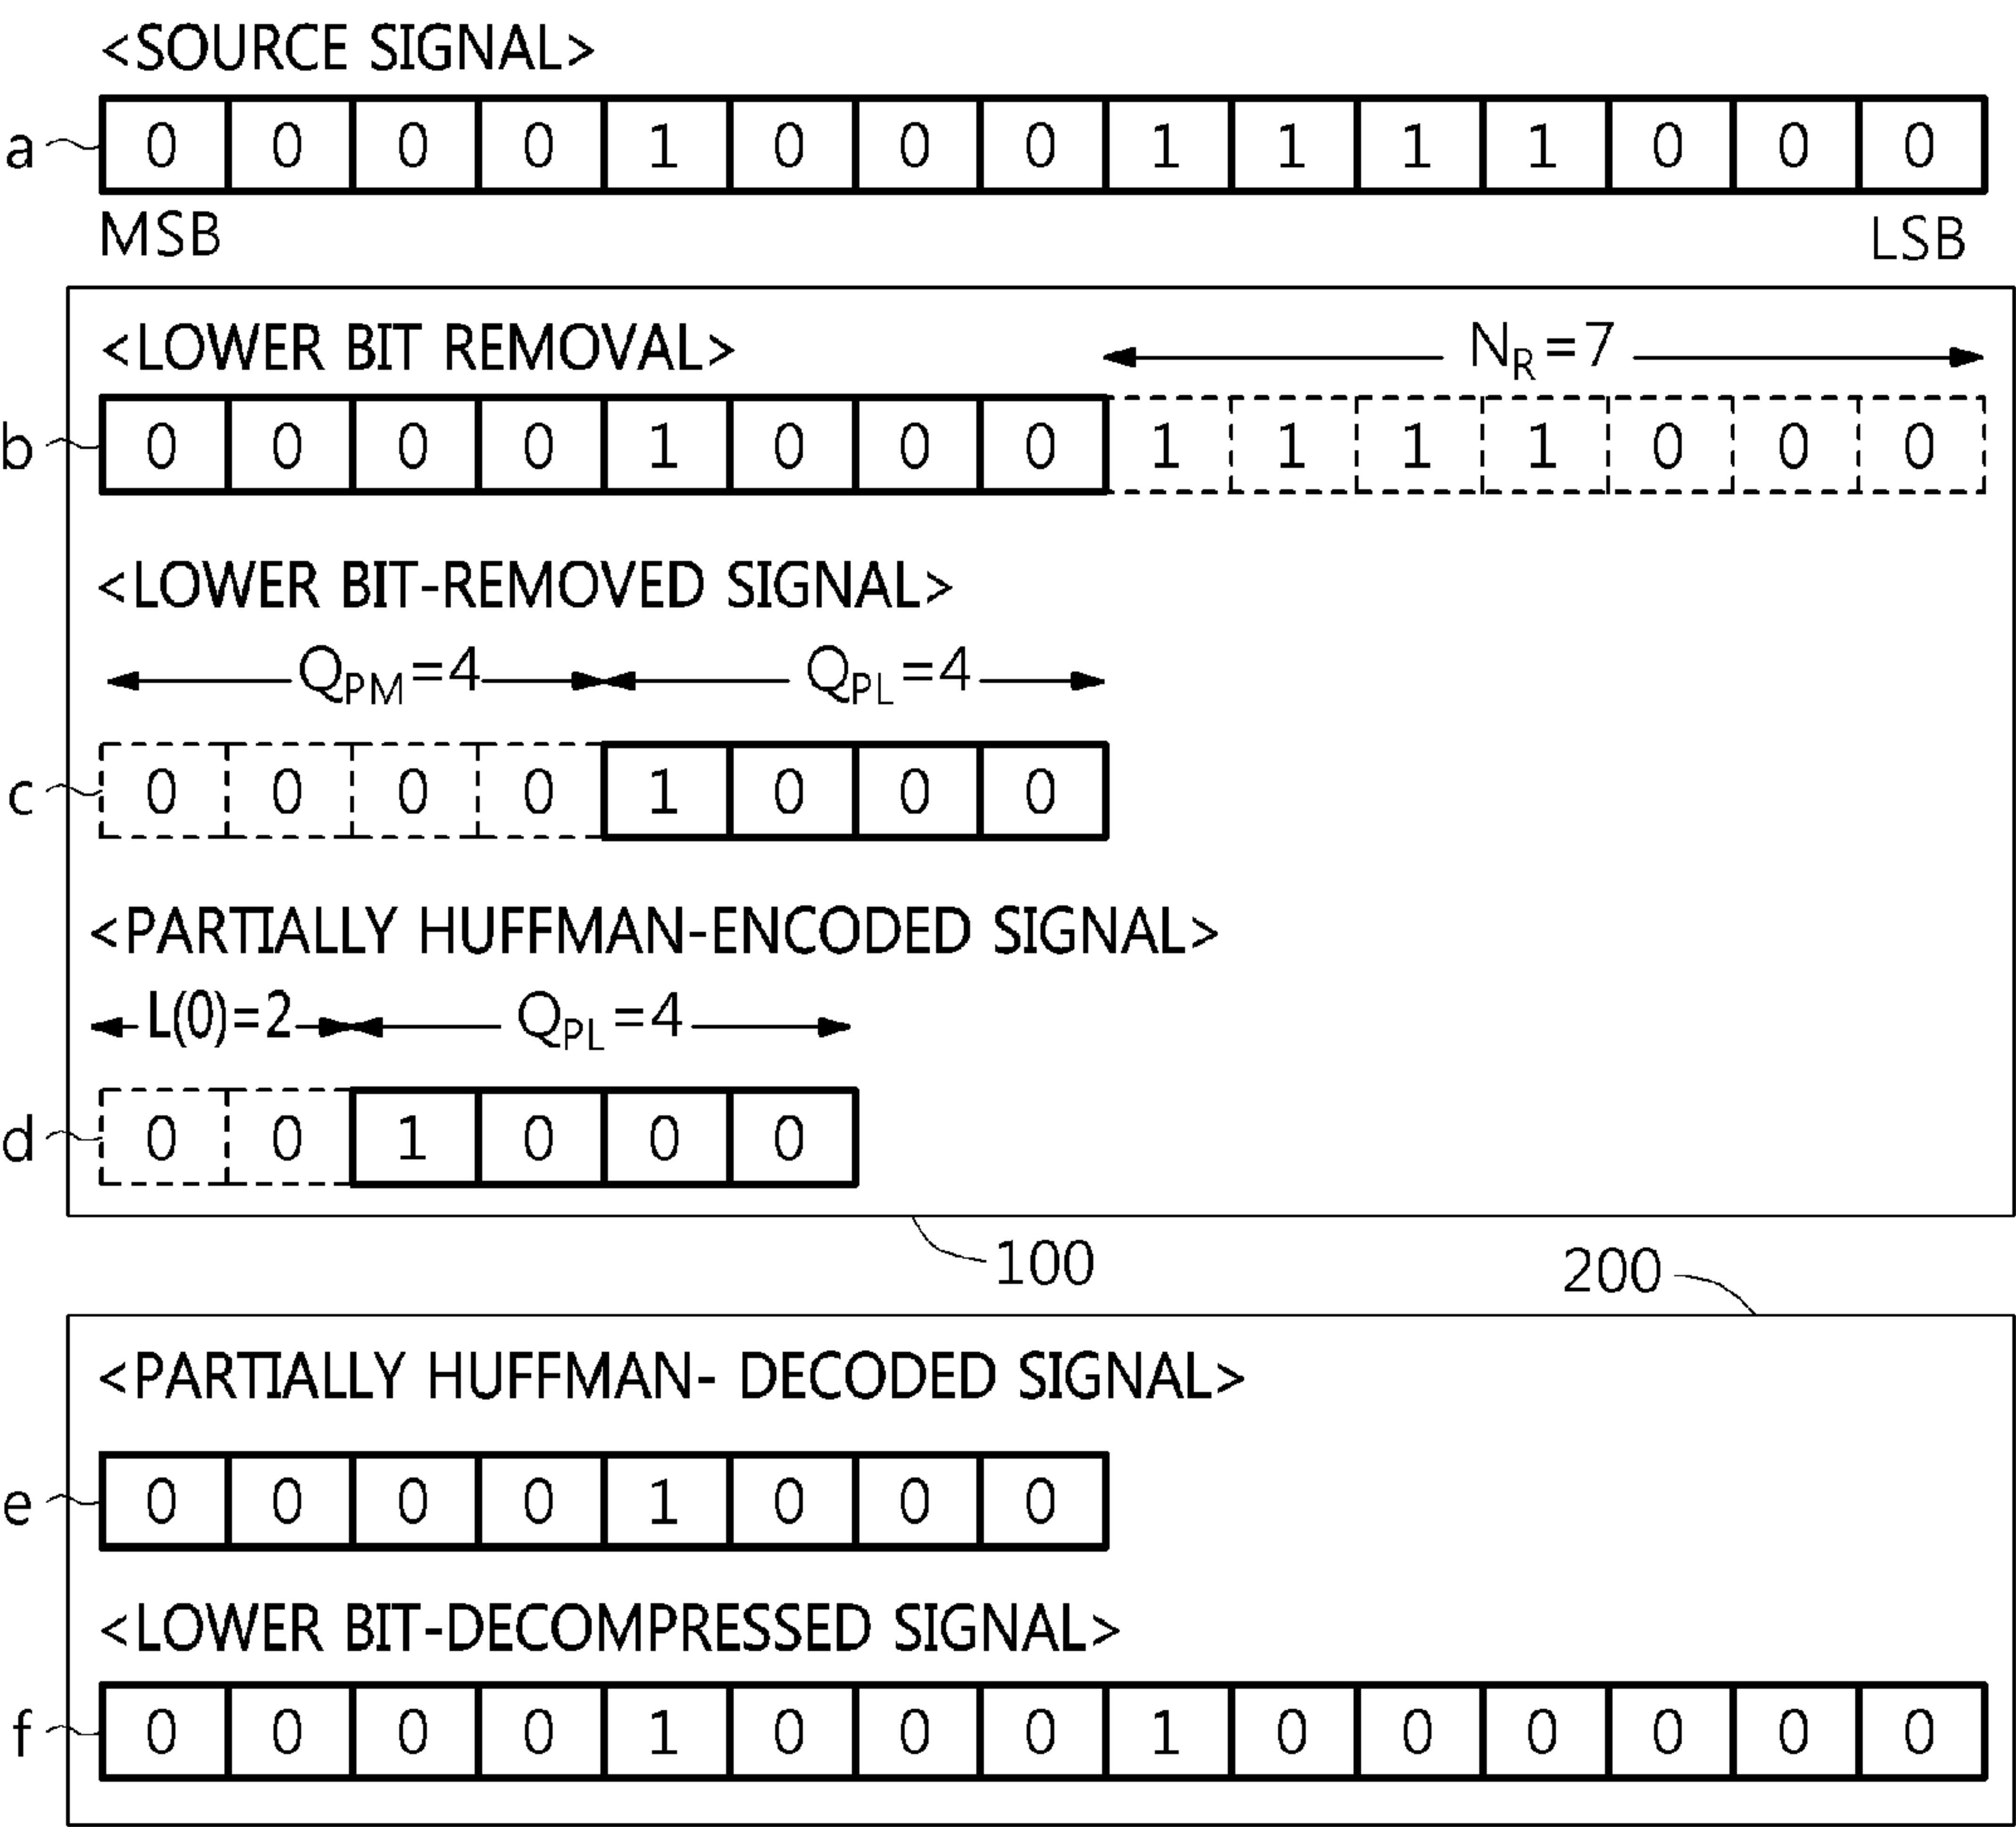 <SOURCE SIGNAL>
a 0 0 0 0 1 0 0 0 1 1 1 1 0 0 0
MSB LSB
<LOWER BIT REMOVAL> NR=7
b 0 0 0 0 1 0 0 0 1 1 1 1 0 0 0
<LOWER BIT-REMOVED SIGNAL>
QPM=4 QPL=4
c 0 0 0 0 1 0 0 0
<PARTIALLY HUFFMAN-ENCODED SIGNAL>
L(0)=2 QPL=4
d 0 0 1 0 0 0
100
200
<PARTIALLY HUFFMAN- DECODED SIGNAL>
e 0 0 0 0 1 0 0 0
<LOWER BIT-DECOMPRESSED SIGNAL>
f 0 0 0 0 1 0 0 0 1 0 0 0 0 0 0